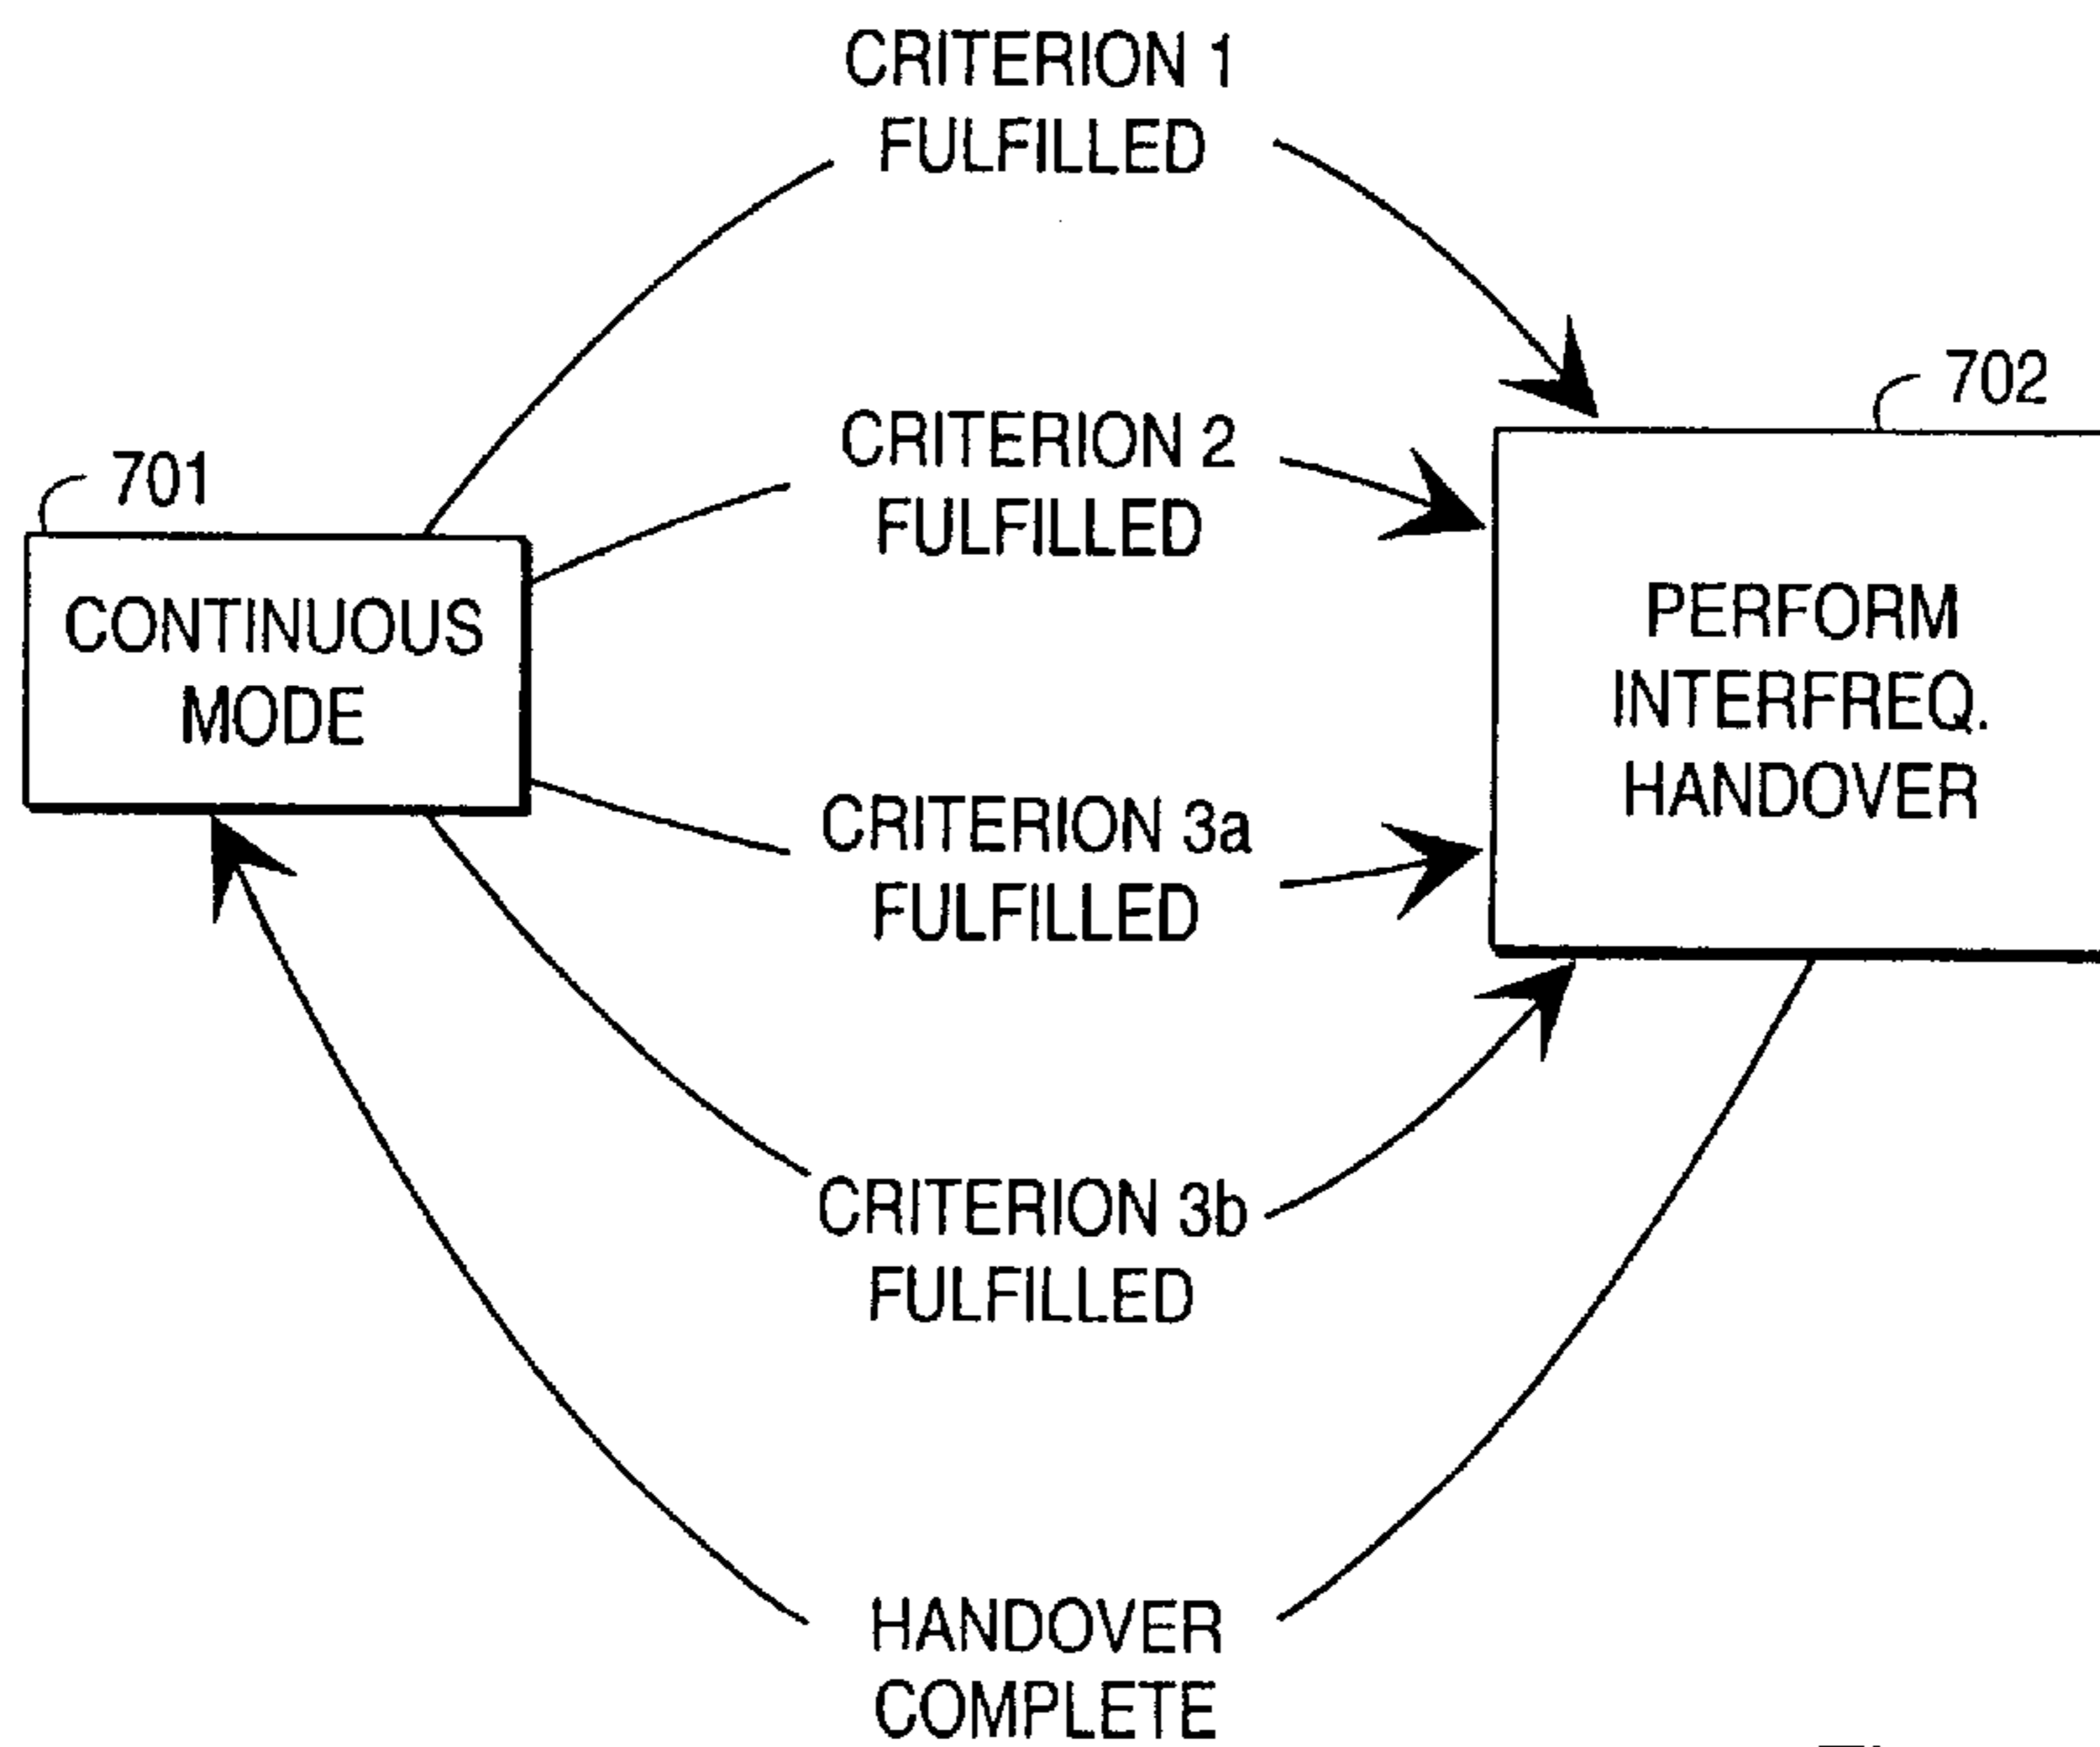 CRITERION 1
FULFILLED
702
CRITERION 2
FULFILLED
701
CONTINUOUS
MODE
PERFORM
INTERFREQ.
HANDOVER
CRITERION 3a
FULFILLED
CRITERION 3b
FULFILLED
HANDOVER
COMPLETE